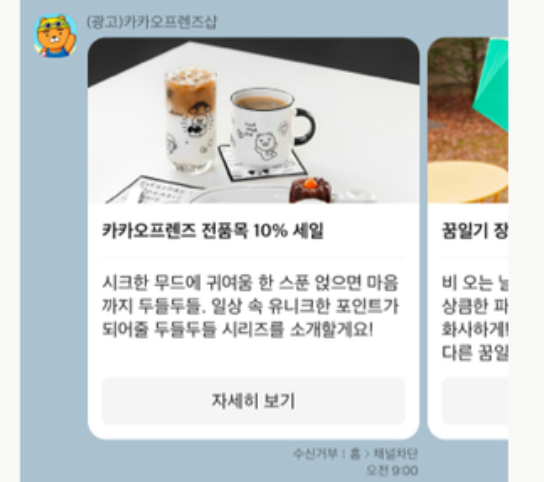 (광고)카카오프렌즈샵
카카오프렌즈 전품목 10% 세일
시크한 무드에 귀여움 한 스푼 얹으면 마음
까지 두들두들. 일상 속 유니크한 포인트가
되어줄 두들두들 시리즈를 소개할게요!
자세히 보기
꿈일기 장
비 오는 날
상큼한 파
화사하게!
다른 꿈일
수신거부 | 홈 > 채널차단
오전 9:00